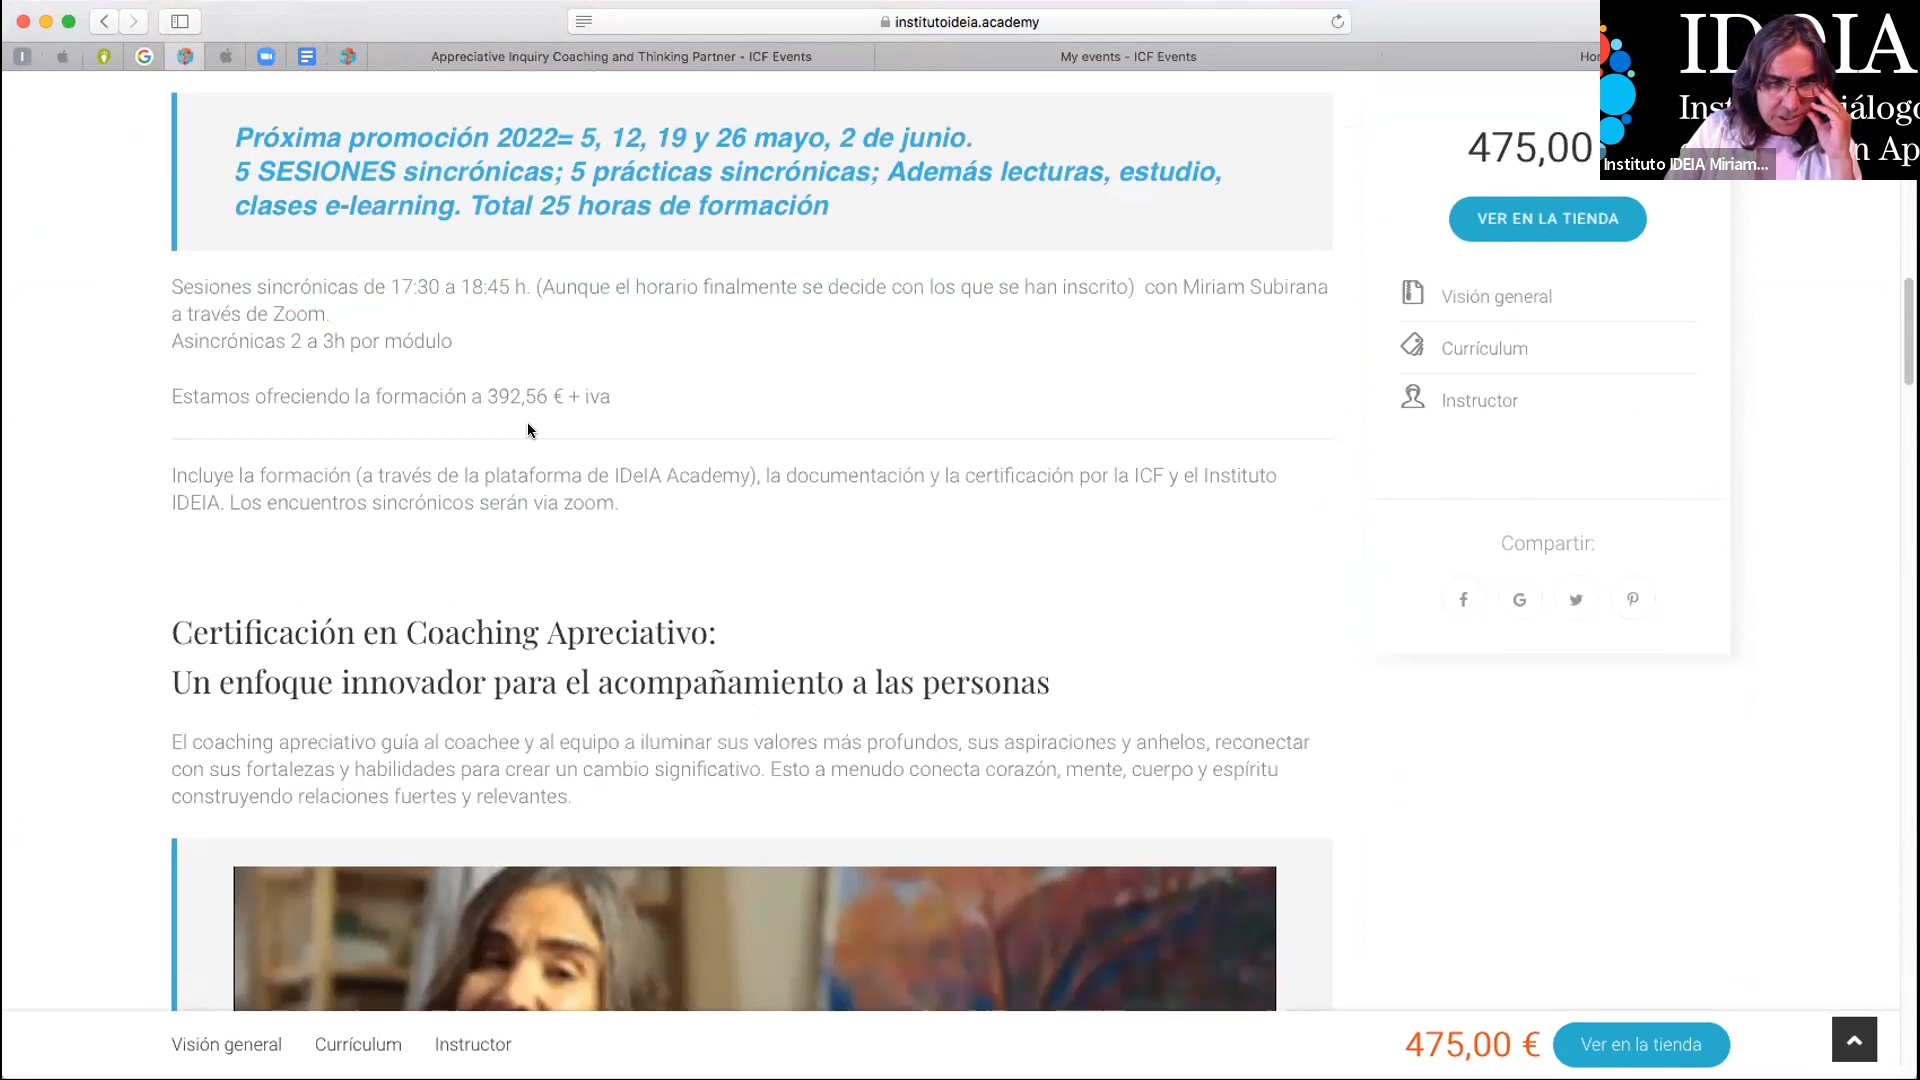 institutoideia.academy
Appreciative Inquiry Coaching and Thinking Partner - ICF Events
My events - ICF Events
Instituto IDEIA Miriam...
Próxima promoción 2022= 5, 12, 19 y 26 mayo, 2 de junio.
5 SESIONES sincrónicas; 5 prácticas sincrónicas; Además lecturas, estudio,
clases e-learning. Total 25 horas de formación
Sesiones sincrónicas de 17:30 a 18:45 h. (Aunque el horario finalmente se decide con los que se han inscrito) con Miriam Subirana
a través de Zoom.
Asincrónicas 2 a 3h por módulo
Estamos ofreciendo la formación a 392,56 € + iva
Incluye la formación (a través de la plataforma de IDeIA Academy), la documentación y la certificación por la ICF y el Instituto
IDEIA. Los encuentros sincrónicos serán via zoom.
Certificación en Coaching Apreciativo:
Un enfoque innovador para el acompañamiento a las personas
El coaching apreciativo guía al coachee y al equipo a iluminar sus valores más profundos, sus aspiraciones y anhelos, reconectar
con sus fortalezas y habilidades para crear un cambio significativo. Esto a menudo conecta corazón, mente, cuerpo y espíritu
construyendo relaciones fuertes y relevantes.
475,00
VER EN LA TIENDA
Visión general
Currículum
Instructor
Compartir:
Visión general
Currículum
Instructor
475,00 €
Ver en la tienda